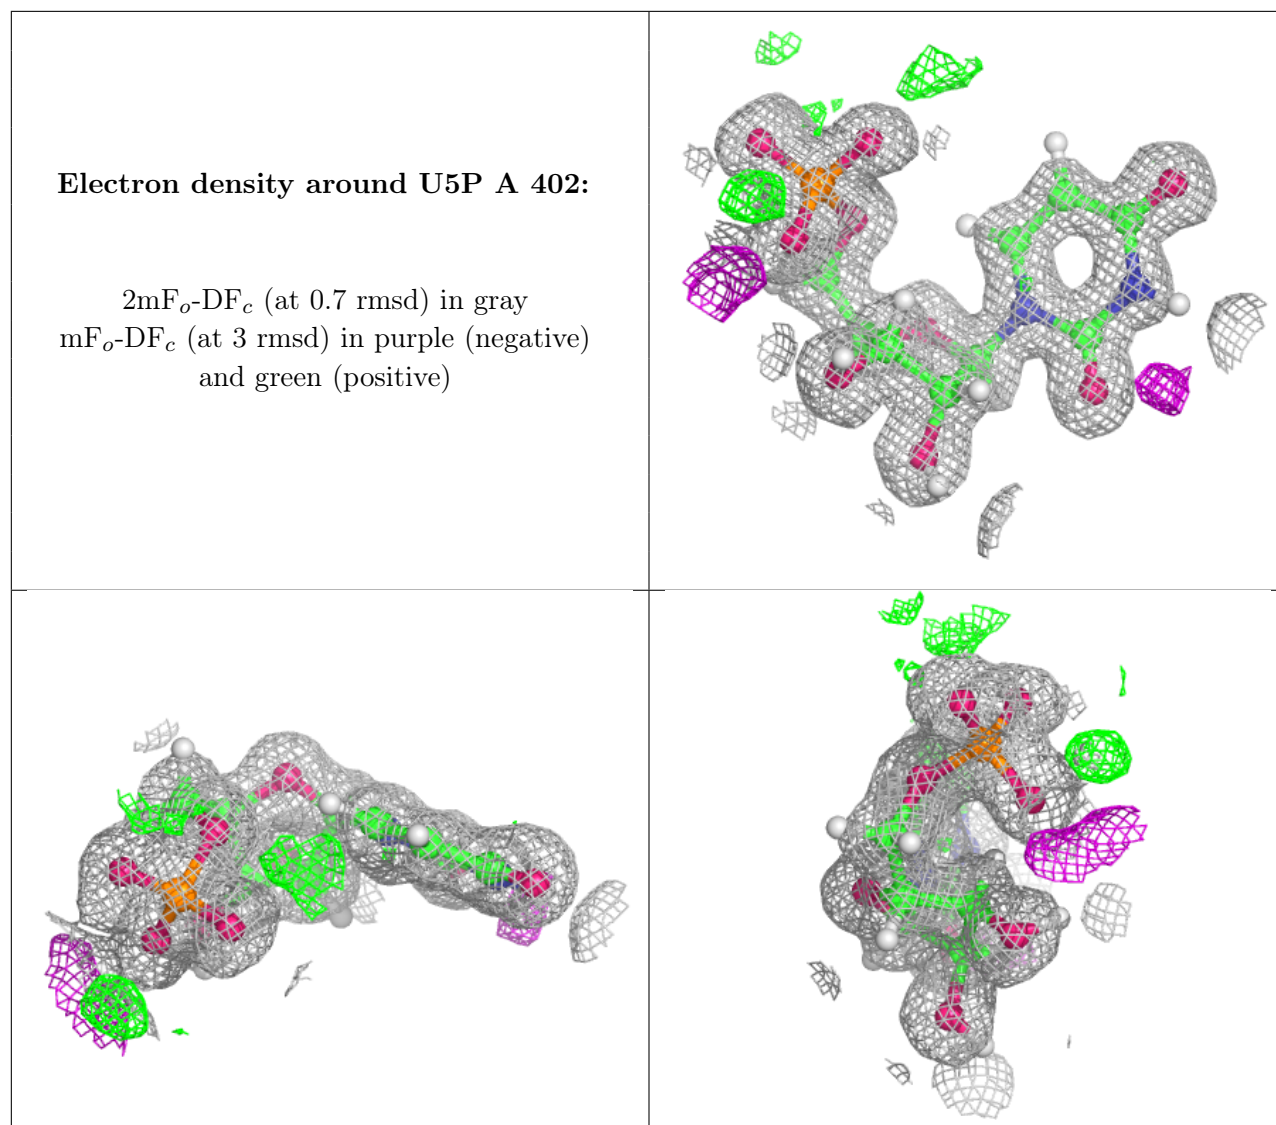 Electron density around U5P A 402:
2mFo-DFc (at 0.7 rmsd) in gray
mFo-DFc (at 3 rmsd) in purple (negative)
and green (positive)